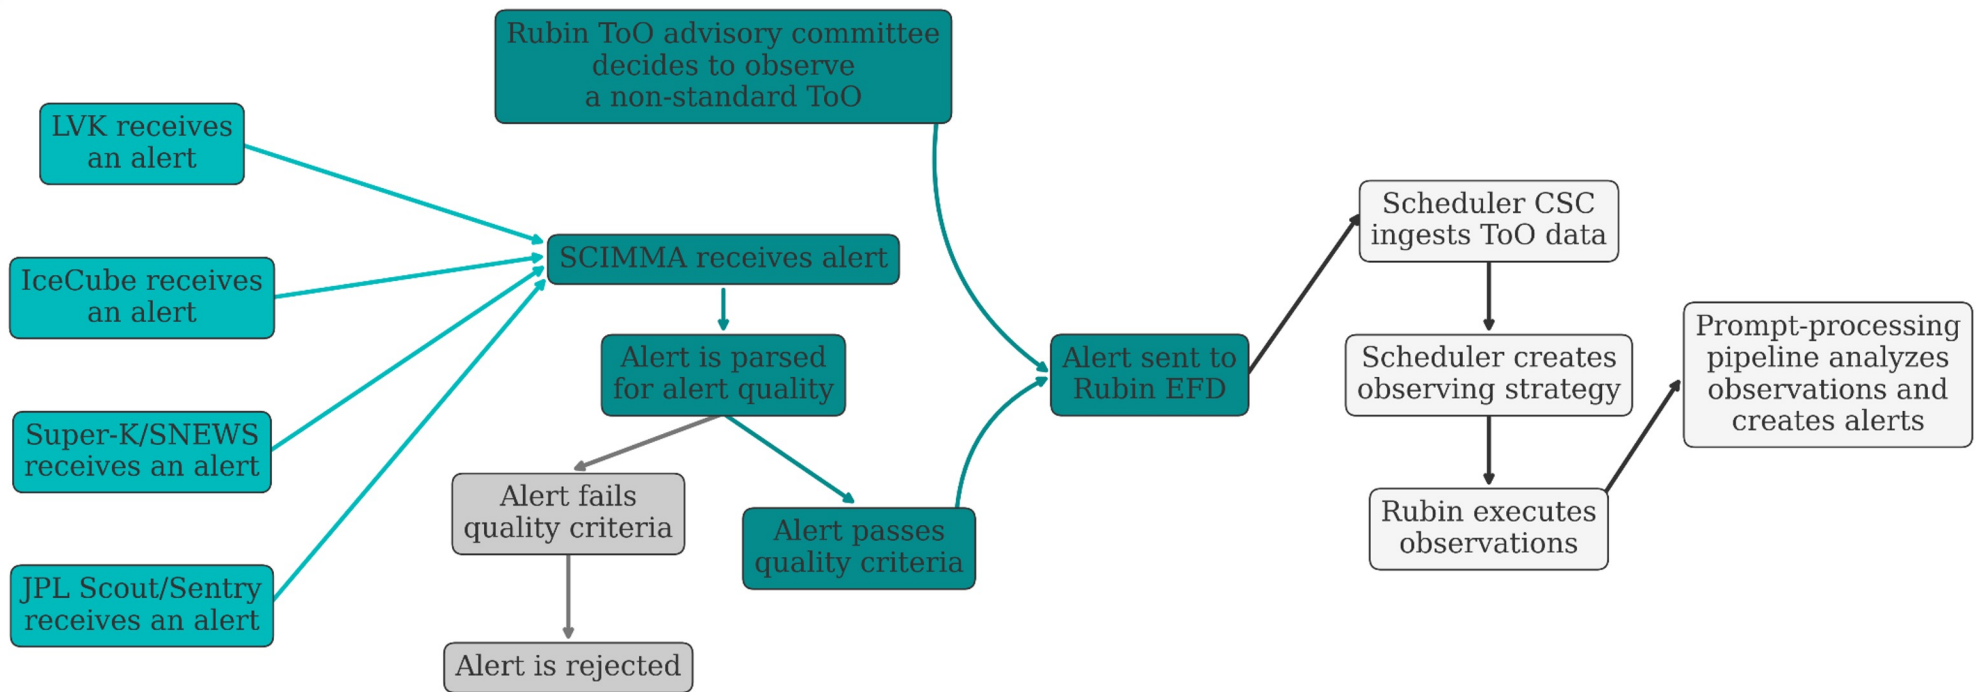 Rubin ToO advisory committee
decides to observe
a non-standard ToO
LVK receives
an alert
IceCube receives
an alert
Super-K/SNEWS
receives an alert
JPL Scout/Sentry
receives an alert
SCIMMA receives alert
Alert is parsed
for alert quality
Alert fails
quality criteria
Alert is rejected
Alert passes
quality criteria
Alert sent to
Rubin EFD
Scheduler CSC
ingests ToO data
Scheduler creates
observing strategy
Rubin executes
observations
Prompt-processing
pipeline analyzes
observations and
creates alerts